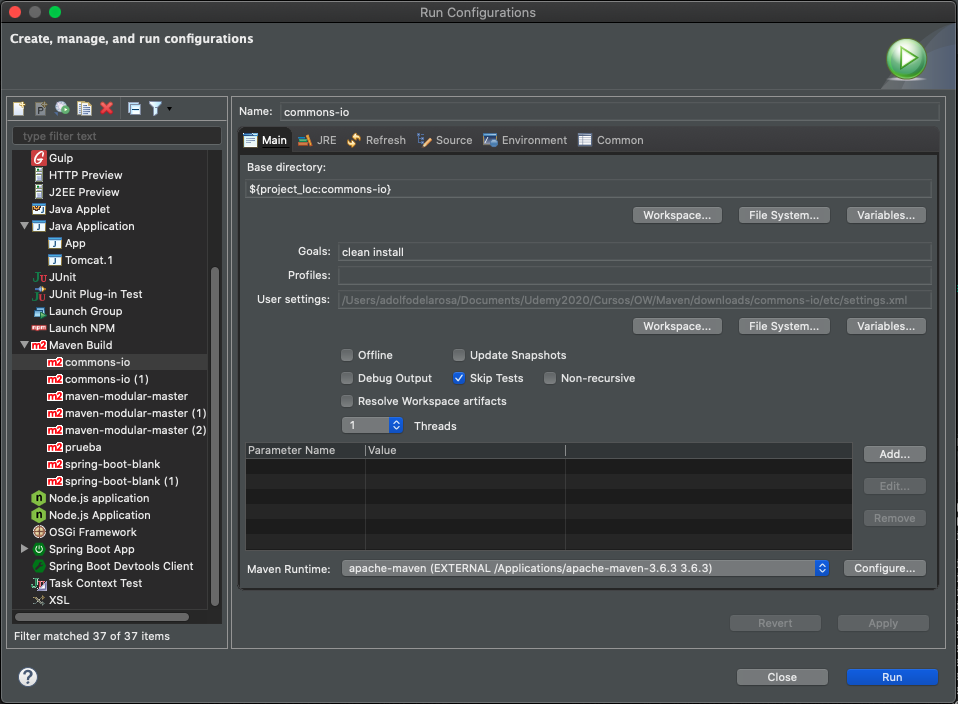 Run Configurations
Create, manage, and run configurations
type filter text
Gulp
HTTP Preview
J2EE Preview
Java Applet
Java Application
App
Tomcat.1
JUnit
JUnit Plug-in Test
Launch Group
Launch NPM
Maven Build
commons-io
commons-io (1)
maven-modular-master
maven-modular-master (1)
maven-modular-master (2)
prueba
spring-boot-blank
spring-boot-blank (1)
Node.js application
Node.js Application
OSGi Framework
Spring Boot App
Spring Boot Devtools Client
Task Context Test
XSL
Filter matched 37 of 37 items
Name: commons-io
Main JRE Refresh Source Environment Common
Base directory:
${project_loc:commons-io}
Workspace... File System... Variables...
Goals: clean install
Profiles:
User settings: /Users/adolfodelarosa/Documents/Udemy2020/Cursos/OW/Maven/downloads/commons-io/etc/settings.xml
Workspace... File System... Variables...
Offline Update Snapshots
Debug Output Skip Tests Non-recursive
Resolve Workspace artifacts
1 Threads
Parameter Name Value
Add...
Edit...
Remove
Maven Runtime: apache-maven (EXTERNAL /Applications/apache-maven-3.6.3 3.6.3) Configure...
Revert Apply
? Close Run